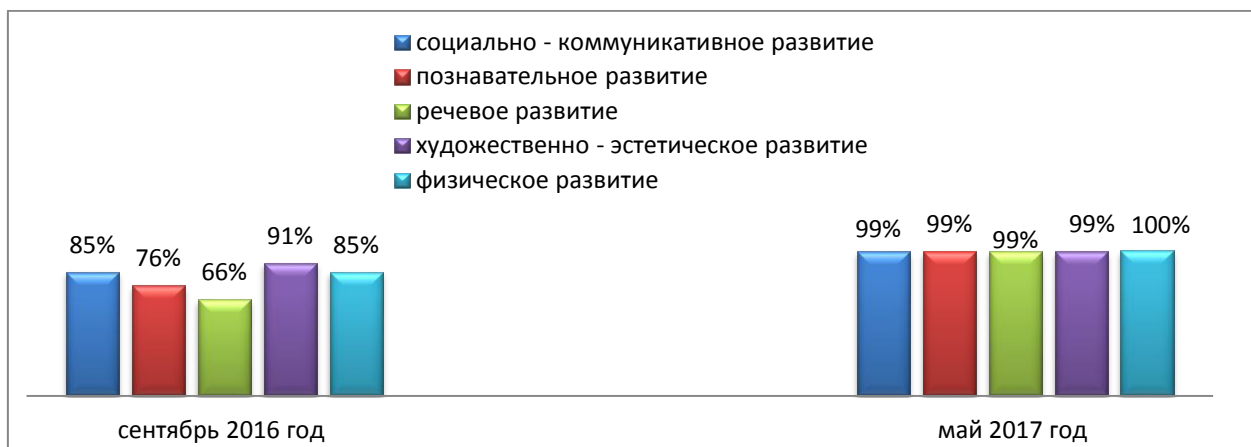 социально - коммуникативное развитие
познавательное развитие
речевое развитие
художественно - эстетическое развитие
физическое развитие
85%
76%
66%
91%
85%
99%
99%
99%
99%
100%
сентябрь 2016 год
май 2017 год